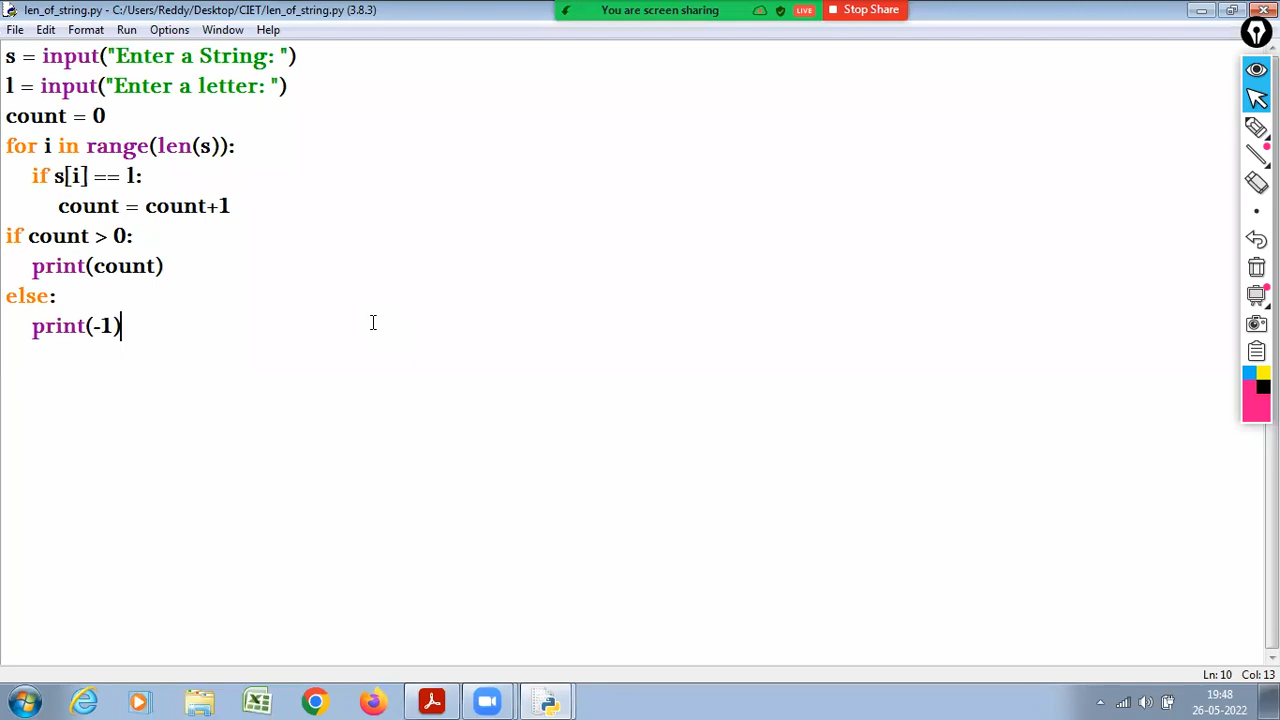 len_of_string.py - C:/Users/Reddy/Desktop/CIET/len_of_string.py (3.8.3)
You are screen sharing
LIVE
Stop Share
File Edit Format Run Options Window Help
s = input("Enter a String: ")
l = input("Enter a letter: ")
count = 0
for i in range(len(s)):
if s[i] == l:
count = count+1
if count > 0:
print(count)
else:
print(-1)
Ln: 10 Col: 13
19:48
26-05-2022